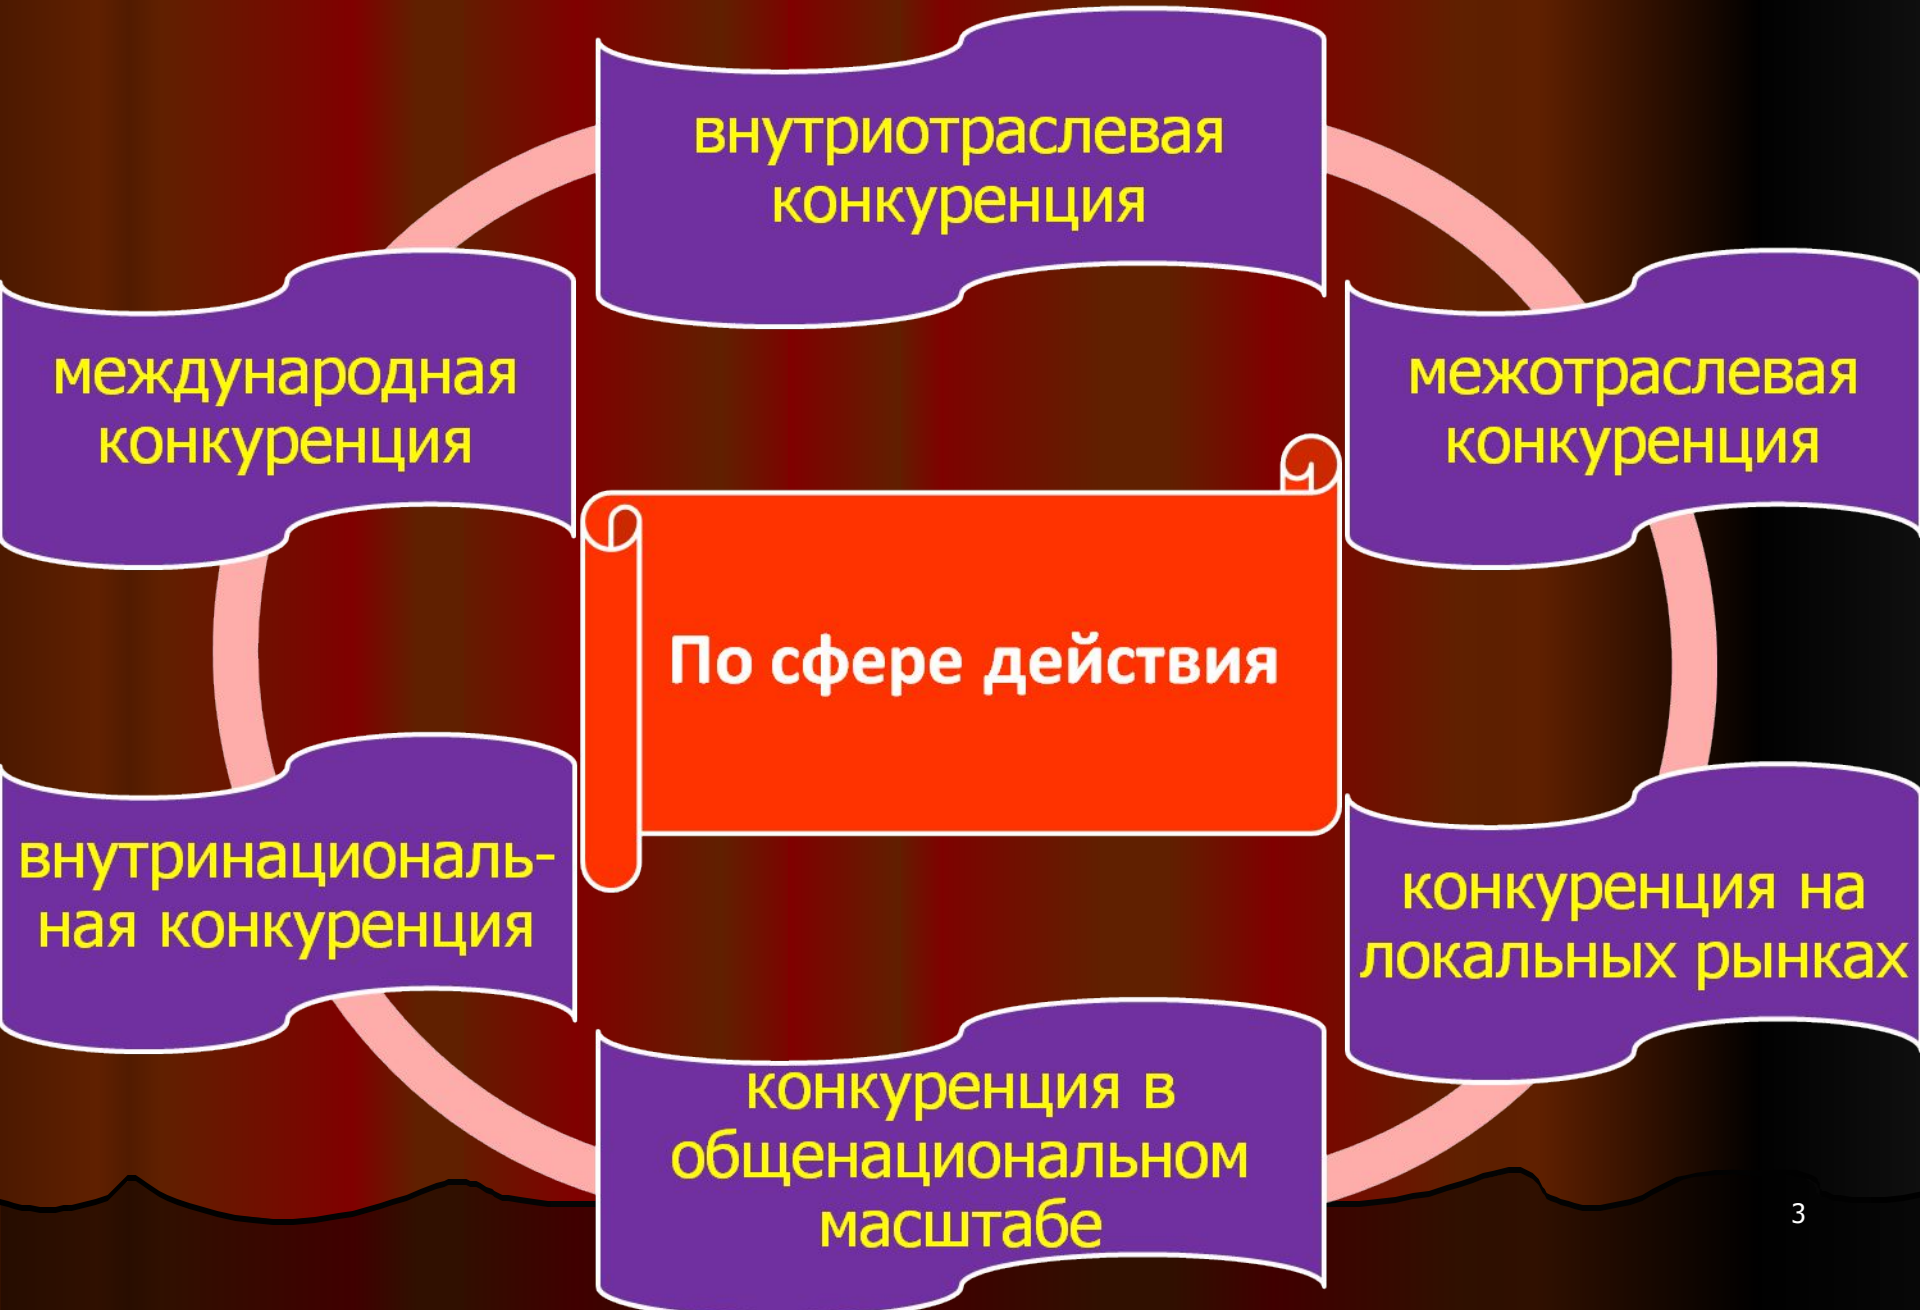 внутриотраслевая
конкуренция
международная
конкуренция
межотраслевая
конкуренция
По сфере действия
внутринациональ-
ная конкуренция
конкуренция на
локальных рынках
конкуренция в
общенациональном
масштабе
3